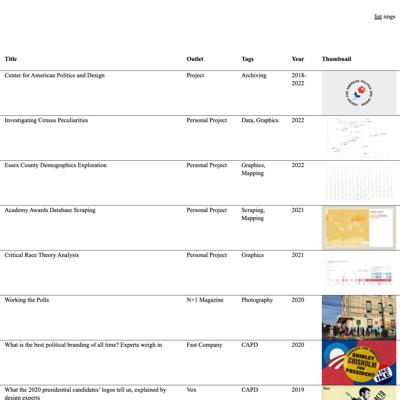 list imgs
Title Outlet Tags Year Thumbnail
Center for American Politics and Design Project Archiving 2018-
2022
Investigating Census Peculiarities Personal Project Data, Graphics 2022
Essex County Demographics Exploration Personal Project Graphics, 2022
Mapping
Academy Awards Database Scraping Personal Project Scraping, 2021
Mapping
Critical Race Theory Analysis Personal Project Graphics 2021
Working the Polls N+1 Magazine Photography 2020
What is the best political branding of all time? Experts weigh in Fast Company CAPD 2020
SHIRLEY
CHISHOLM
FOR
PRESIDENT
IKE
What the 2020 presidential candidates' logos tell us, explained by Vox CAPD 2019
design experts